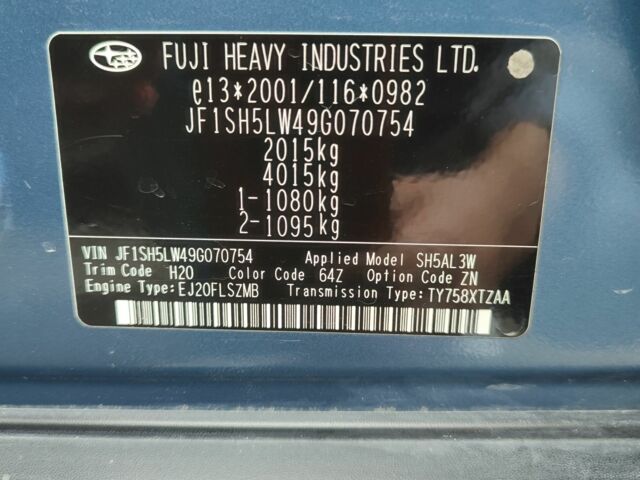 FUJI HEAVY INDUSTRIES LTD.
e13*2001/116*0982
JF1SH5LW49G070754
2015kg
4015kg
1-1080kg
2-1095kg
VIN JF1SH5LW49G070754 Applied Model SH5AL3W
Trim Code H20 Color Code 64Z Option Code ZN
Engine Type:EJ20FLSZMB Transmission Type:TY758XTZAA